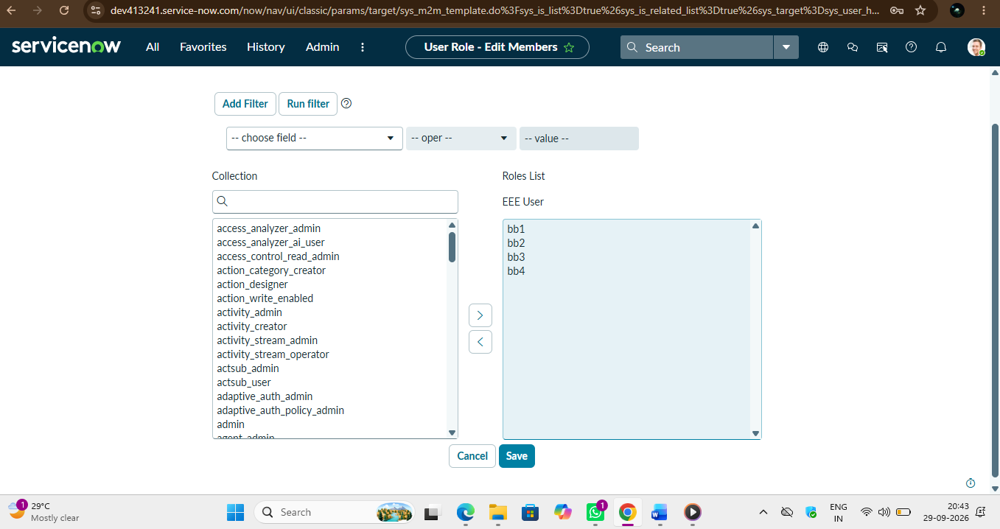 dev413241.service-now.com/now/nav/ui/classic/params/target/sys_m2m_template.do%3Fsys_is_list%3Dtrue%26sys_is_related_list%3Dtrue%26sys_target%3Dsys_user_h...
servicenow All Favorites History Admin User Role - Edit Members Search
Add Filter Run filter
-- choose field -- -- oper -- -- value --
Collection
access_analyzer_admin
access_analyzer_ai_user
access_control_read_admin
action_category_creator
action_designer
action_write_enabled
activity_admin
activity_creator
activity_stream_admin
activity_stream_operator
actsub_admin
actsub_user
adaptive_auth_admin
adaptive_auth_policy_admin
admin
agent_admin
Roles List
EEE User
bb1
bb2
bb3
bb4
Cancel Save
1
29°C
Mostly clear
Search
1
ENG
IN
20:43
29-09-2026